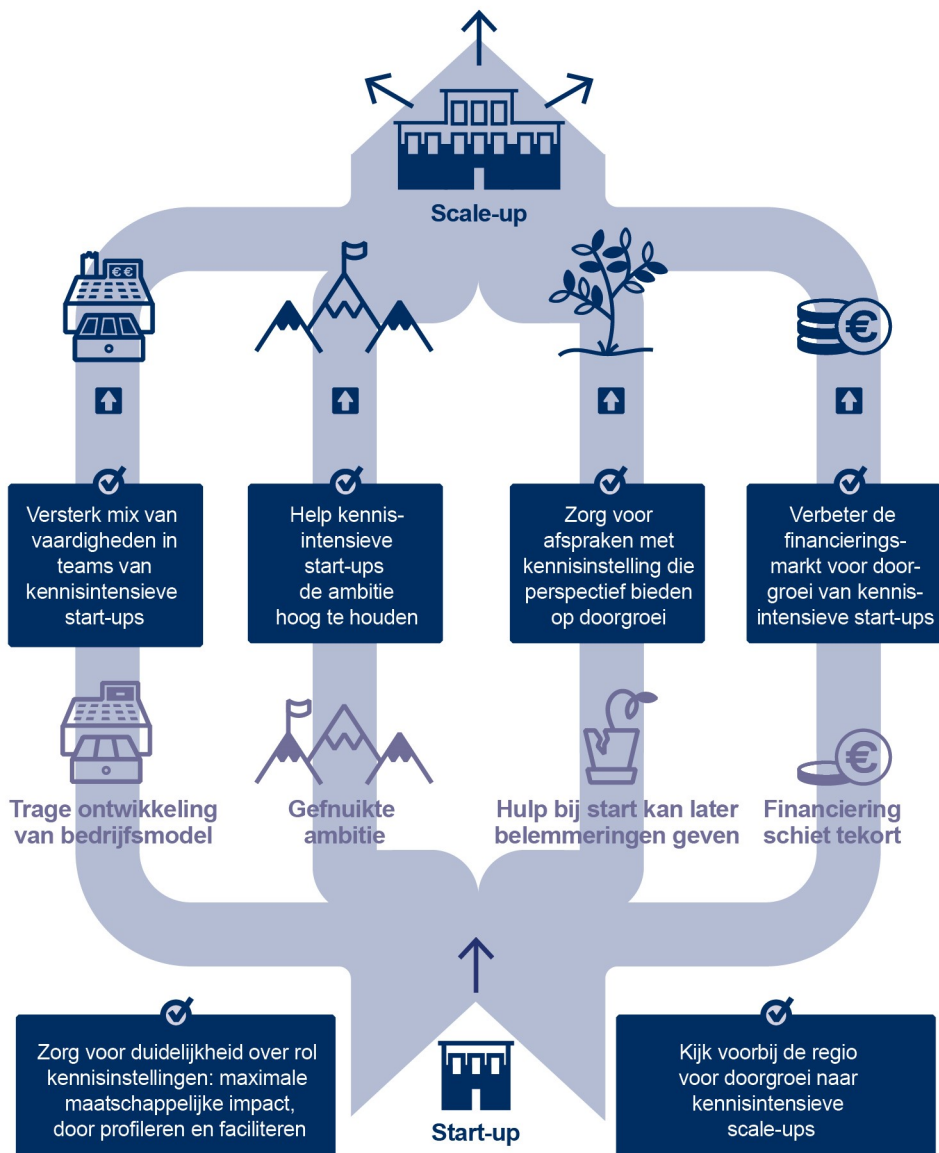 Scale-up
€€
€
Versterk mix van
vaardigheden in
teams van
kennisintensieve
start-ups
Help kennis-
intensieve
start-ups
de ambitie
hoog te houden
Zorg voor
afspraken met
kennisinstelling die
perspectief bieden
op doorgroei
Verbeter de
financierings-
markt voor door-
groei van kennis-
intensieve start-ups
€
Trage ontwikkeling
van bedrijfsmodel
Gefnuikte
ambitie
Hulp bij start kan later
belemmeringen geven
Financiering
schiet tekort
Zorg voor duidelijkheid over rol
kennisinstellingen: maximale
maatschappelijke impact,
door profileren en faciliteren
Start-up
Kijk voorbij de regio
voor doorgroei naar
kennisintensieve
scale-ups